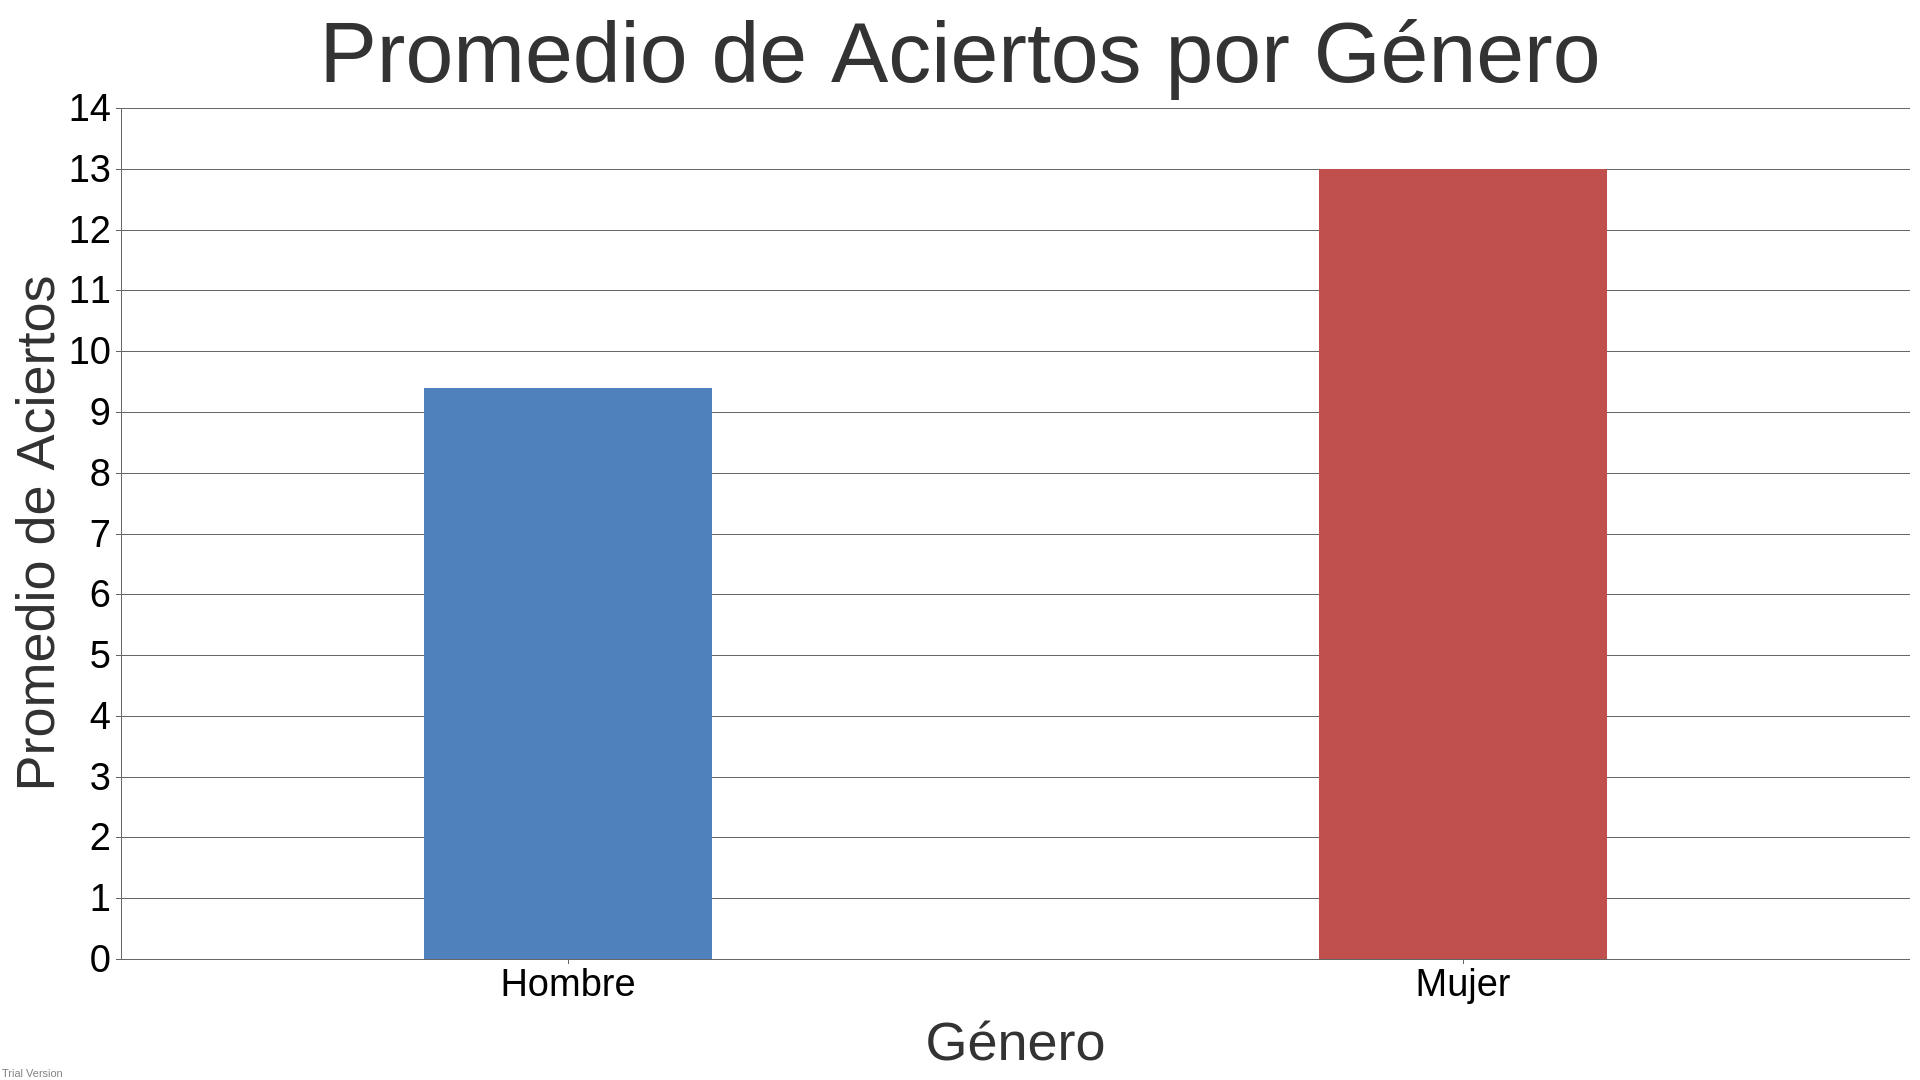 Promedio de Aciertos por Género
Promedio de Aciertos
14
13
12
11
10
9
8
7
6
5
4
3
2
1
0
Hombre
Mujer
Género
Trial Version